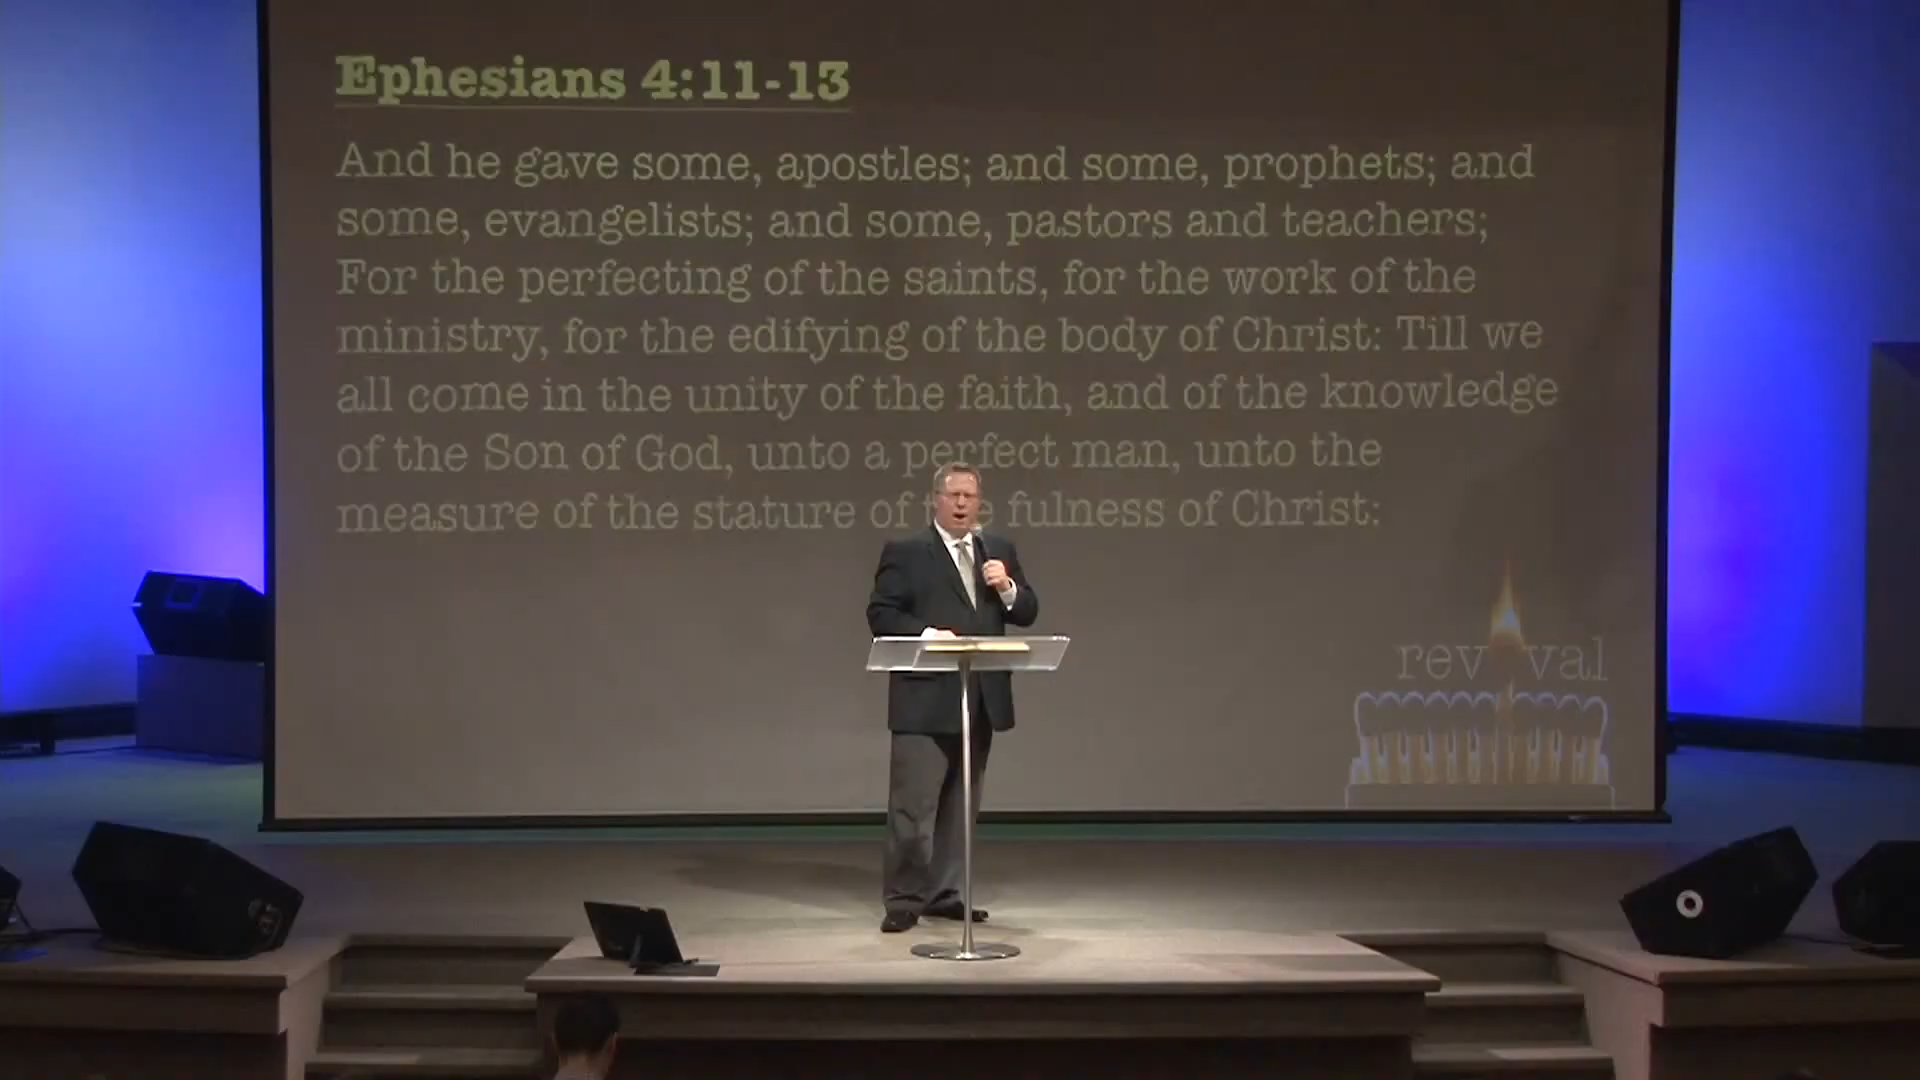 Ephesians 4:11-13
And he gave some, apostles; and some, prophets; and
some, evangelists; and some, pastors and teachers;
For the perfecting of the saints, for the work of the
ministry, for the edifying of the body of Christ: Till we
all come in the unity of the faith, and of the knowledge
of the Son of God, unto a perfect man, unto the
measure of the stature of fulness of Christ:
rev val